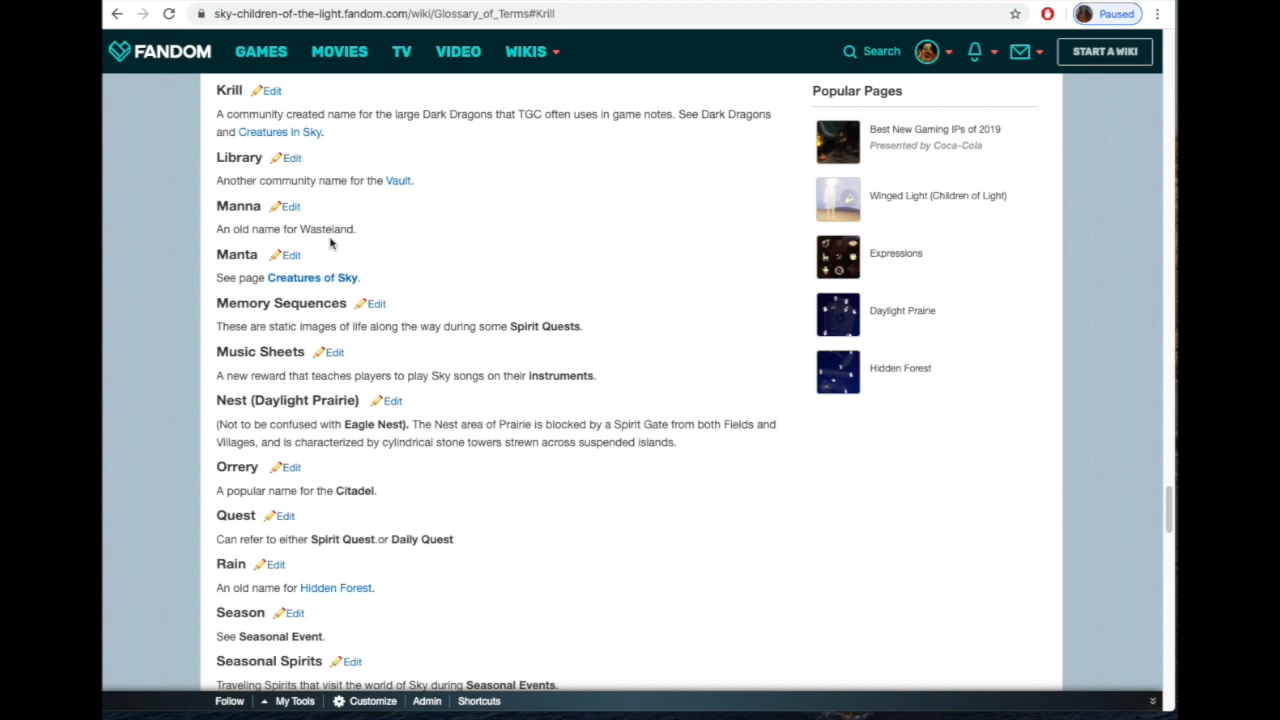 sky-children-of-the-light.fandom.com/wiki/Glossary_of_Terms#Krill
Paused
FANDOM GAMES MOVIES TV VIDEO WIKIS Search START A WIKI
Krill Edit
A community created name for the large Dark Dragons that TGC often uses in game notes. See Dark Dragons
and Creatures in Sky.
Library Edit
Another community name for the Vault.
Manna Edit
An old name for Wasteland.
Manta Edit
See page Creatures of Sky.
Memory Sequences Edit
These are static images of life along the way during some Spirit Quests.
Music Sheets Edit
A new reward that teaches players to play Sky songs on their instruments.
Nest (Daylight Prairie) Edit
(Not to be confused with Eagle Nest). The Nest area of Prairie is blocked by a Spirit Gate from both Fields and
Villages, and is characterized by cylindrical stone towers strewn across suspended islands.
Orrery Edit
A popular name for the Citadel.
Quest Edit
Can refer to either Spirit Quest.or Daily Quest
Rain Edit
An old name for Hidden Forest.
Season Edit
See Seasonal Event.
Seasonal Spirits Edit
Traveling Spirits that visit the world of Sky during Seasonal Events.
Popular Pages
Best New Gaming IPs of 2019
Presented by Coca-Cola
Winged Light (Children of Light)
Expressions
Daylight Prairie
Hidden Forest
Follow My Tools Customize Admin Shortcuts